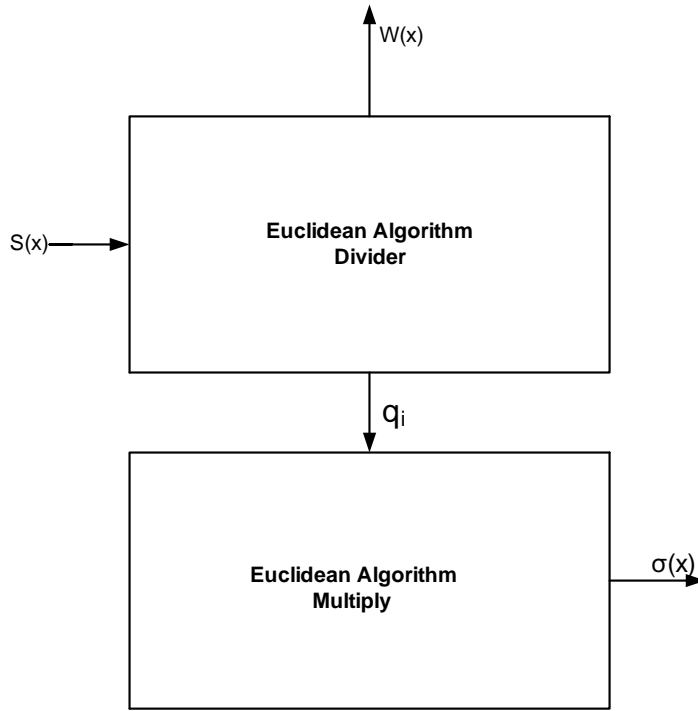 W(x)
S(x)
Euclidean Algorithm
Divider
qᵢ
Euclidean Algorithm
Multiply
σ(x)